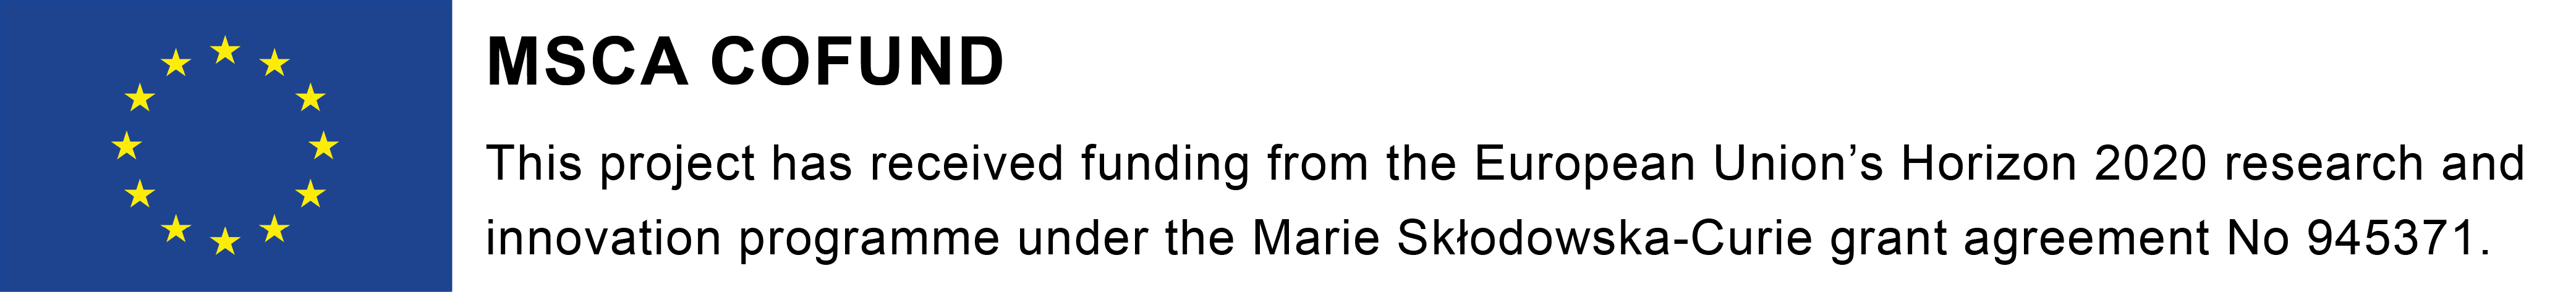 MSCA COFUND
This project has received funding from the European Union’s Horizon 2020 research and
innovation programme under the Marie Skłodowska-Curie grant agreement No 945371.